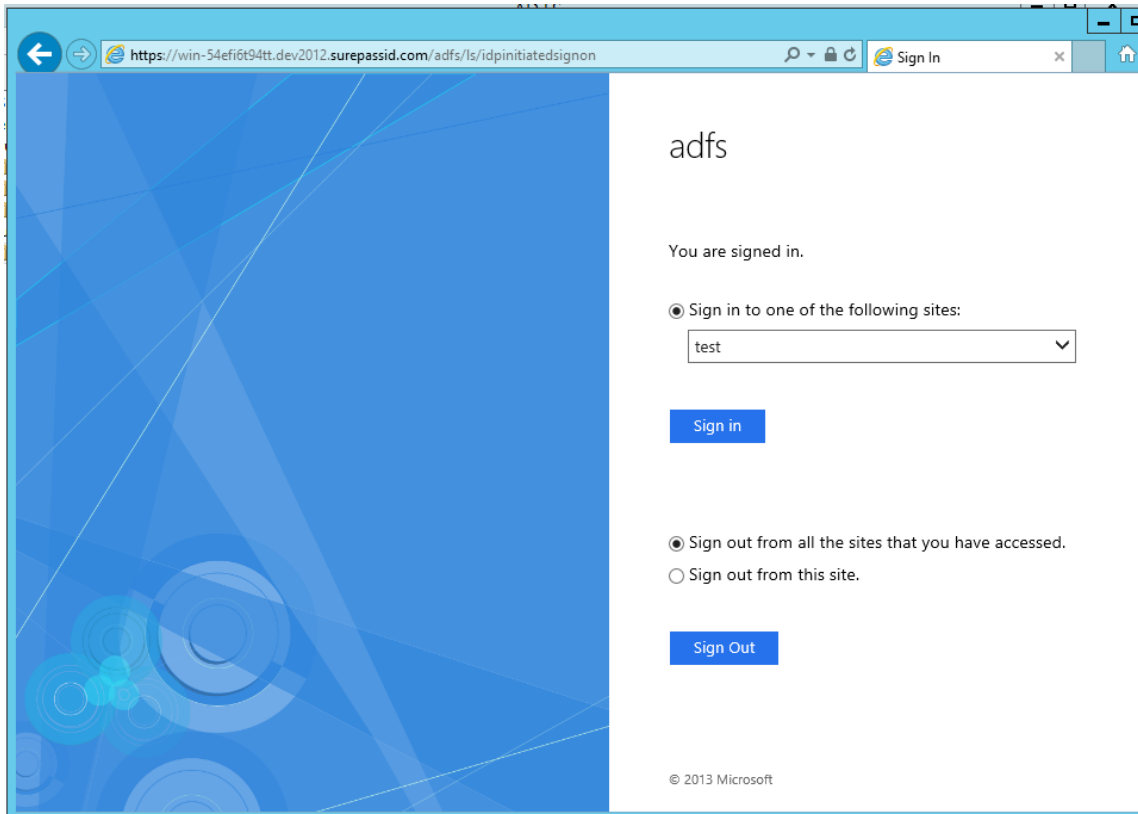 https://win-54efi6t94tt.dev2012.surepassid.com/adfs/ls/idpinitiatedsignon
Sign In
adfs
You are signed in.
Sign in to one of the following sites:
test
Sign in
Sign out from all the sites that you have accessed.
Sign out from this site.
Sign Out
© 2013 Microsoft